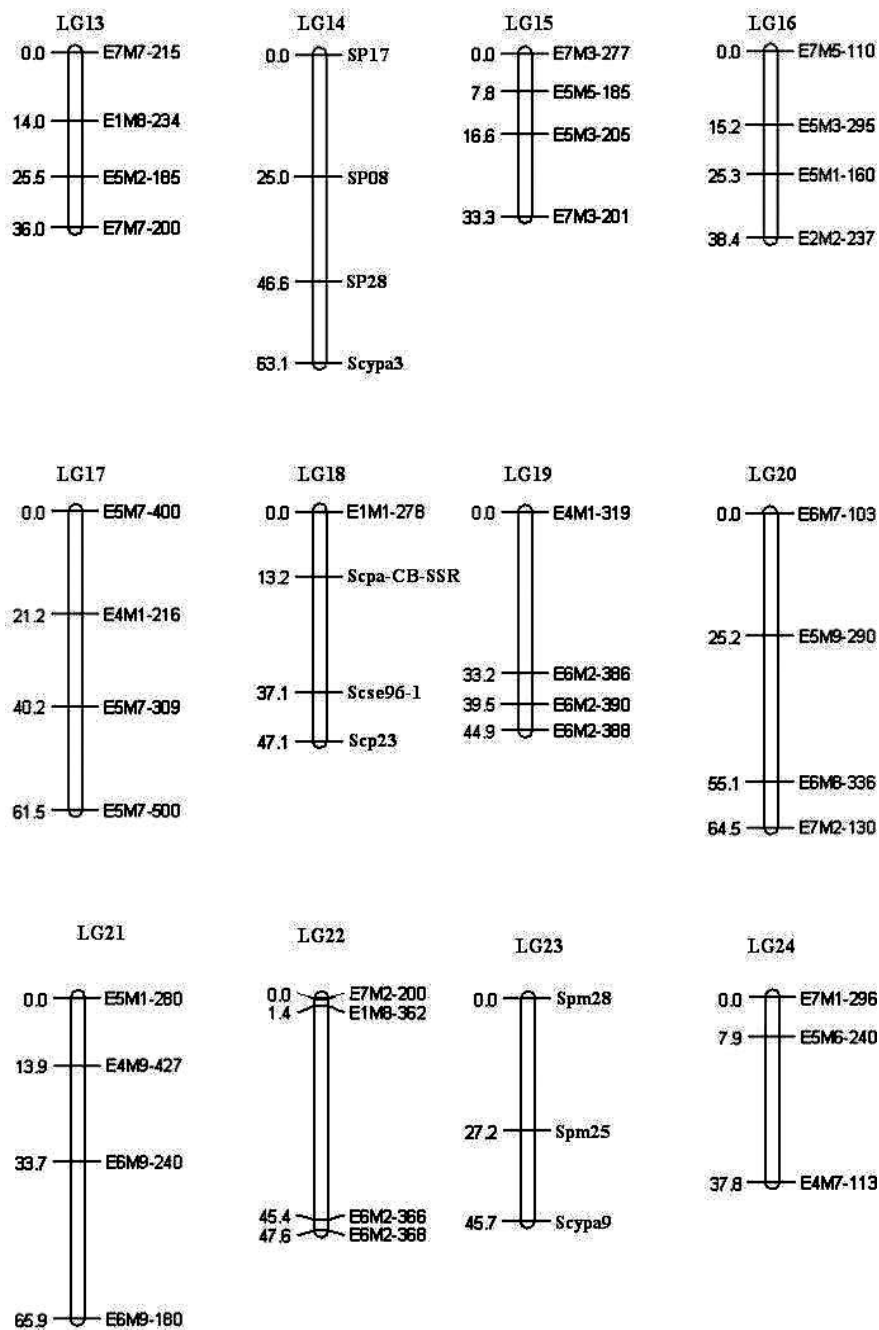 LG13
0.0 E7M7-215
14.0 E1M8-234
25.5 E5M2-185
36.0 E7M7-200
LG14
0.0 SP17
25.0 SP08
46.6 SP28
63.1 Scypa3
LG15
0.0 E7M3-277
7.8 E5M5-185
16.6 E5M3-205
33.3 E7M3-201
LG16
0.0 E7M5-110
15.2 E5M3-295
25.3 E5M1-160
38.4 E2M2-237
LG17
0.0 E5M7-400
21.2 E4M1-216
40.2 E5M7-309
61.5 E5M7-500
LG18
0.0 E1M1-278
13.2 Scpa-CB-SSR
37.1 Scse96-1
47.1 Scp23
LG19
0.0 E4M1-319
33.2 E6M2-386
39.5 E6M2-390
44.9 E6M2-388
LG20
0.0 E6M7-103
25.2 E5M9-290
55.1 E6M8-336
64.5 E7M2-130
LG21
0.0 E5M1-280
13.9 E4M9-427
33.7 E6M9-240
65.9 E6M9-180
LG22
0.0 E7M2-200
1.4 E1M8-362
45.4 E6M2-366
47.6 E6M2-368
LG23
0.0 Spm28
27.2 Spm25
45.7 Scypa9
LG24
0.0 E7M1-296
7.9 E5M6-240
37.8 E4M7-113